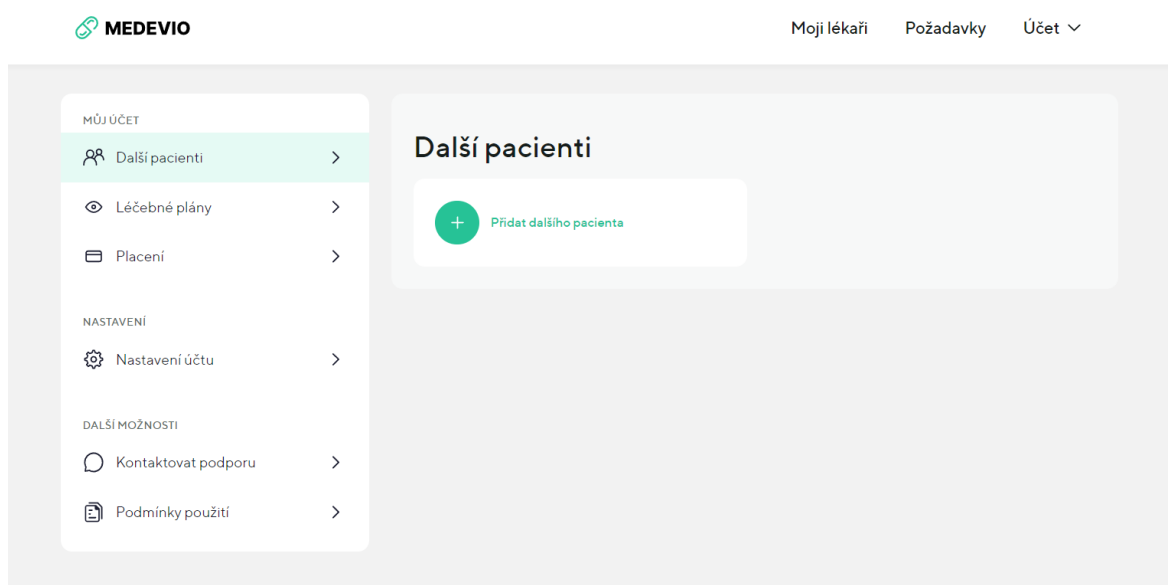 MEDEVIO
Moji lékaři Požadavky Účet
MŮJ ÚČET
Další pacienti
Léčebné plány
Placení
NASTAVENÍ
Nastavení účtu
DALŠÍ MOŽNOSTI
Kontaktovat podporu
Podmínky použití
Další pacienti
Přidat dalšího pacienta